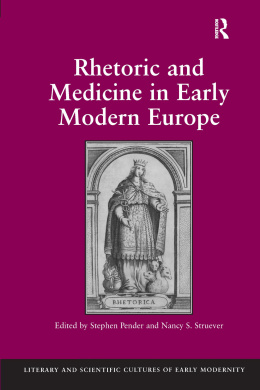 Rhetoric and
Medicine in Early
Modern Europe
RHETORICA
Edited by Stephen Pender and Nancy S. Struever
LITERARY AND SCIENTIFIC CULTURES OF EARLY MODERNITY